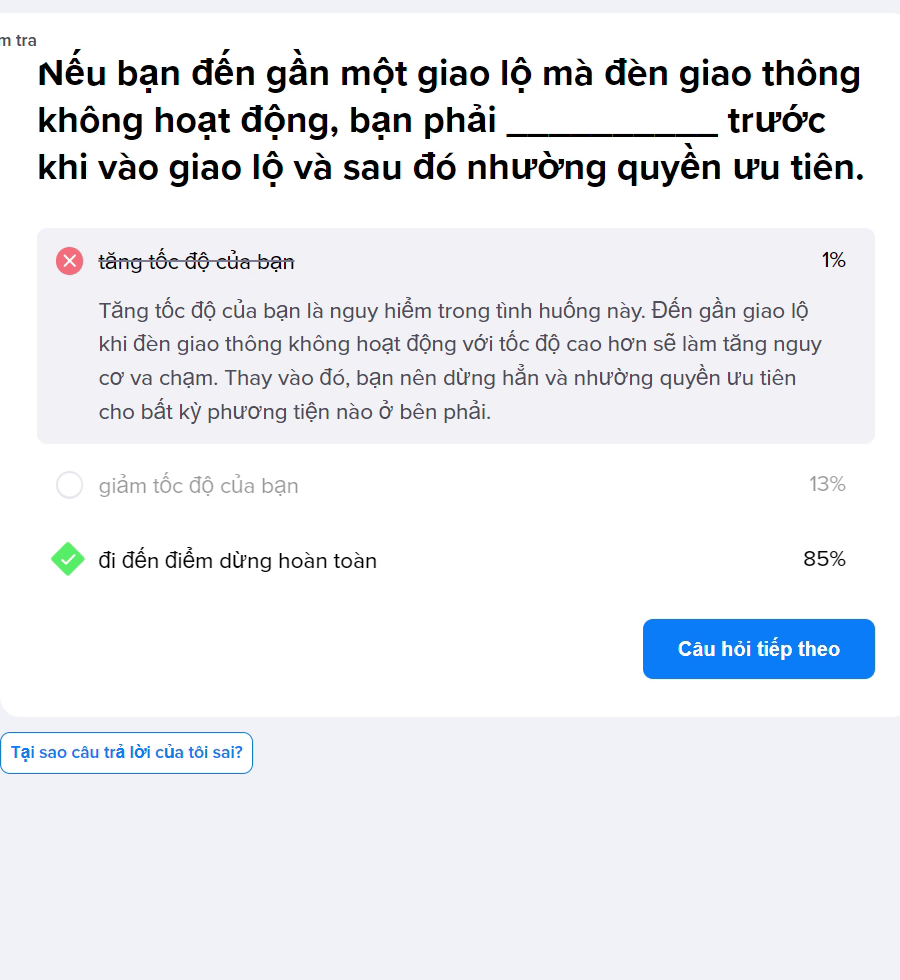 m tra
Nếu bạn đến gần một giao lộ mà đèn giao thông
không hoạt động, bạn phải __________ trước
khi vào giao lộ và sau đó nhường quyền ưu tiên.
tăng tốc độ của bạn 1%
Tăng tốc độ của bạn là nguy hiểm trong tình huống này. Đến gần giao lộ
khi đèn giao thông không hoạt động với tốc độ cao hơn sẽ làm tăng nguy
cơ va chạm. Thay vào đó, bạn nên dừng hẳn và nhường quyền ưu tiên
cho bất kỳ phương tiện nào ở bên phải.
giảm tốc độ của bạn 13%
đi đến điểm dừng hoàn toàn 85%
Câu hỏi tiếp theo
Tại sao câu trả lời của tôi sai?